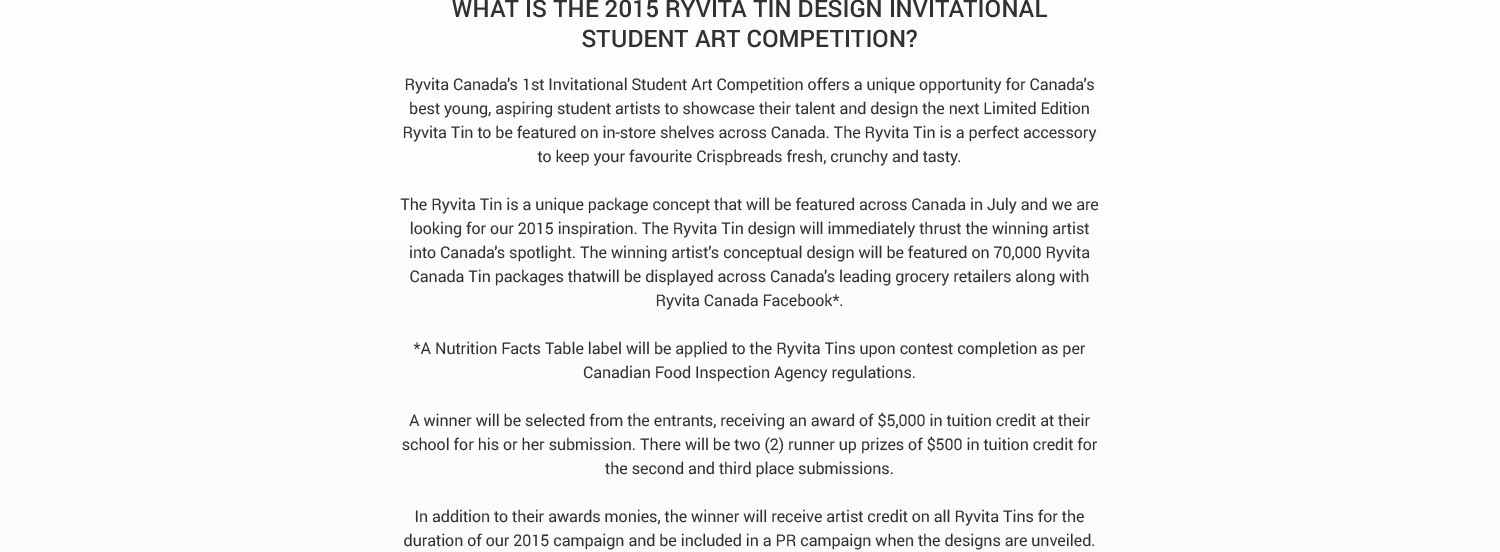 WHAT IS THE 2015 RYVITA TIN DESIGN INVITATIONAL
STUDENT ART COMPETITION?
Ryvita Canada's 1st Invitational Student Art Competition offers a unique opportunity for Canada's
best young, aspiring student artists to showcase their talent and design the next Limited Edition
Ryvita Tin to be featured on in-store shelves across Canada. The Ryvita Tin is a perfect accessory
to keep your favourite Crispbreads fresh, crunchy and tasty.
The Ryvita Tin is a unique package concept that will be featured across Canada in July and we are
looking for our 2015 inspiration. The Ryvita Tin design will immediately thrust the winning artist
into Canada's spotlight. The winning artist's conceptual design will be featured on 70,000 Ryvita
Canada Tin packages thatwill be displayed across Canada's leading grocery retailers along with
Ryvita Canada Facebook*.
*A Nutrition Facts Table label will be applied to the Ryvita Tins upon contest completion as per
Canadian Food Inspection Agency regulations.
A winner will be selected from the entrants, receiving an award of $5,000 in tuition credit at their
school for his or her submission. There will be two (2) runner up prizes of $500 in tuition credit for
the second and third place submissions.
In addition to their awards monies, the winner will receive artist credit on all Ryvita Tins for the
duration of our 2015 campaign and be included in a PR campaign when the designs are unveiled.